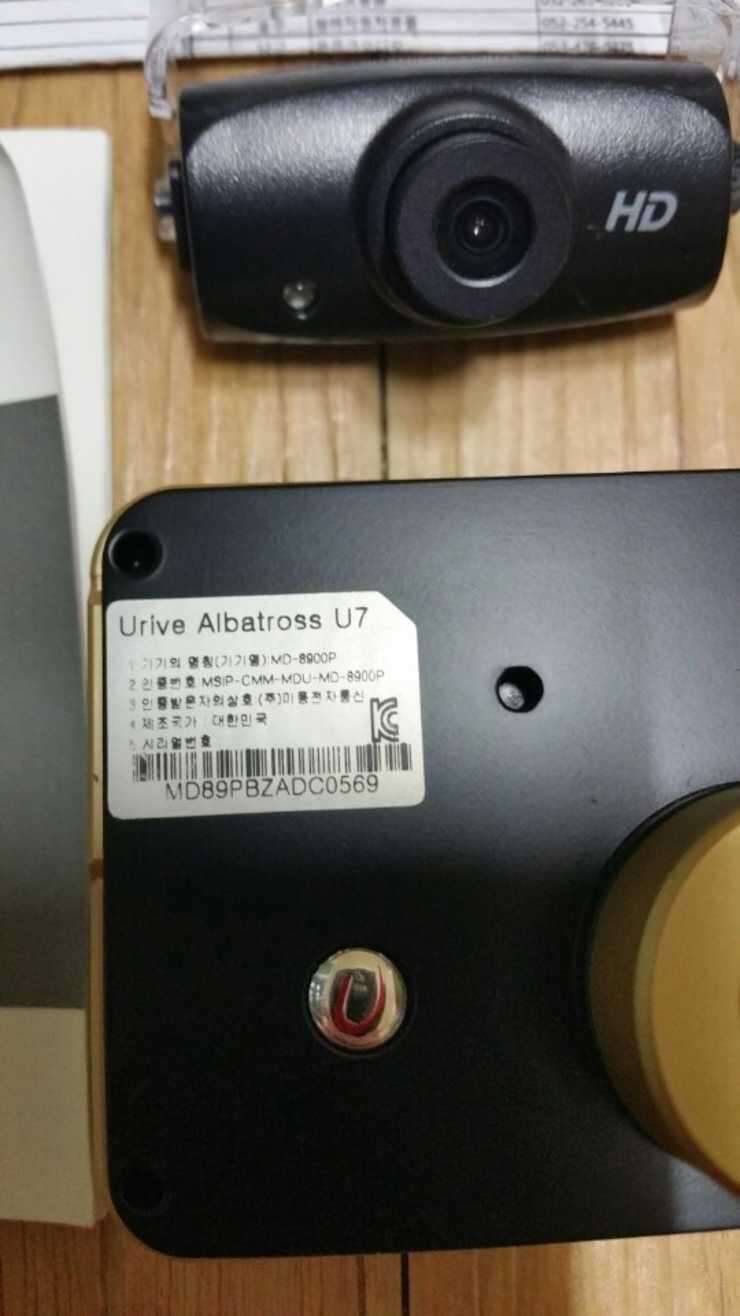 052-254-5445
HD
Urive Albatross U7
1 기기의 명칭(기기명):MD-8900P
2 인증번호 MSIP-CMM-MDU-MD-8900P
3 인증받은자의상호 (주)미동전자통신
4 제조국가 대한민국
5 시리얼번호
MD89PBZADC0569